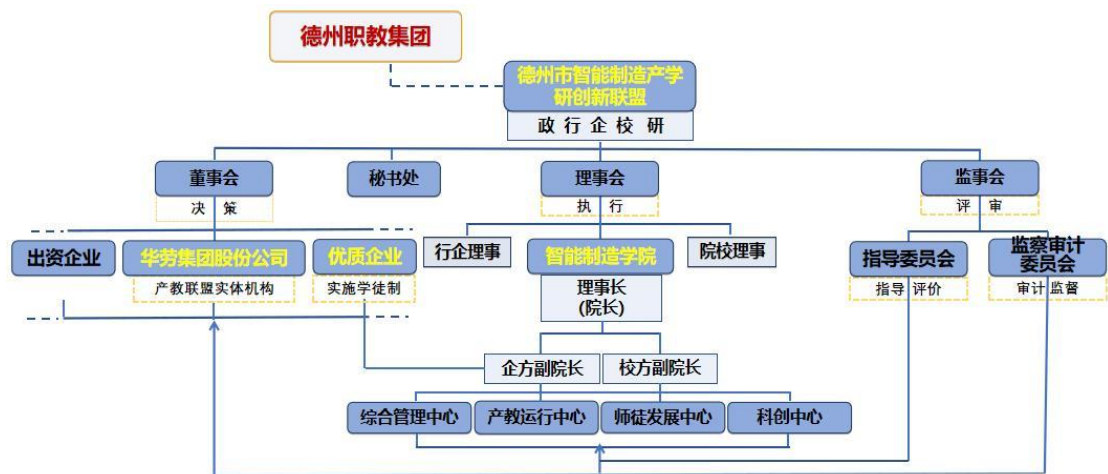 德州职教集团
德州市智能制造产学
研创新联盟
政 行 企 校 研
董事会
秘书处
理事会
监事会
决 策
执 行
评 审
出资企业
华劳集团股份公司
优质企业
行企理事
智能制造学院
院校理事
指导委员会
监察审计
委员会
产教联盟实体机构
实施学徒制
理事长
(院长)
指导 评价
审计 监督
企方副院长
校方副院长
综合管理中心
产教运行中心
师徒发展中心
科创中心